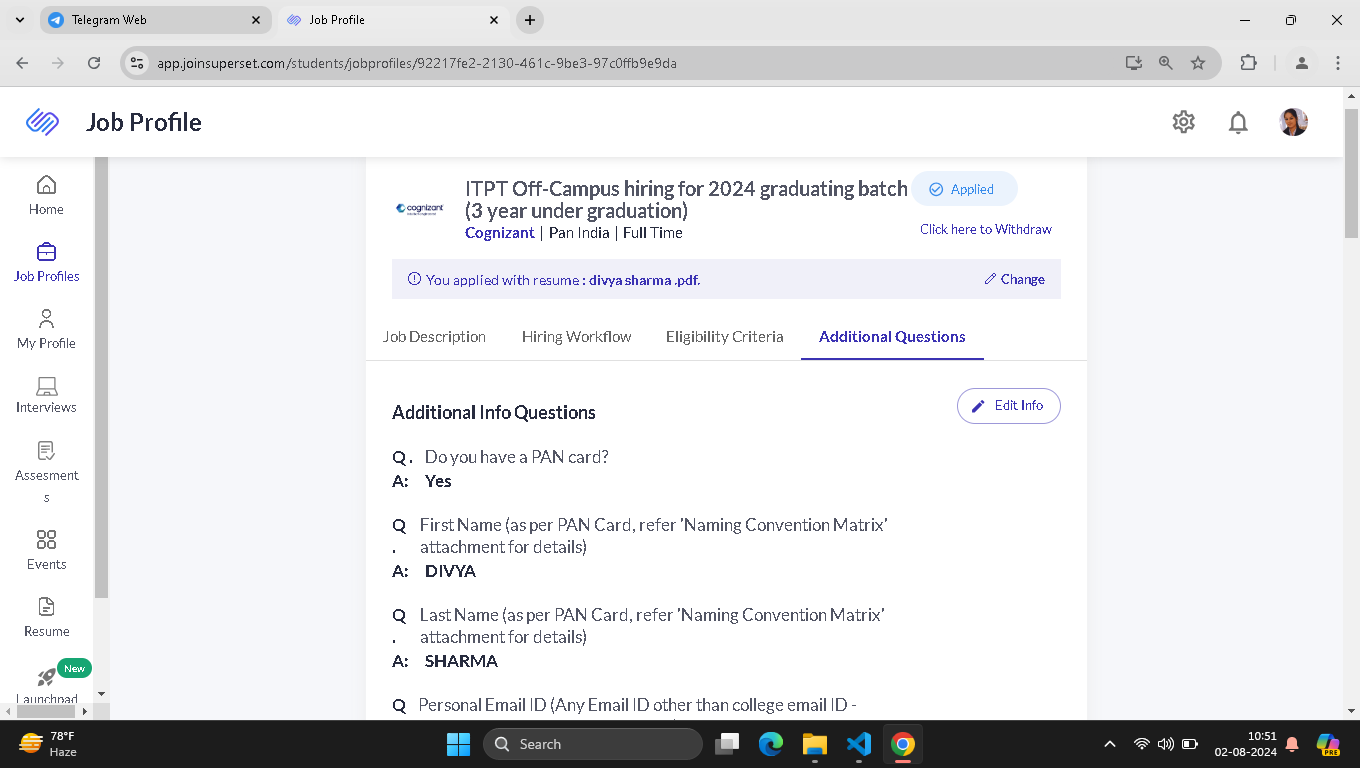 Telegram Web
Job Profile
app.joinsuperset.com/students/jobprofiles/92217fe2-2130-461c-9be3-97c0ffb9e9da
Job Profile
Home
Job Profiles
My Profile
Interviews
Assesment
s
Events
Resume
New
Launchpad
cognizant
ITPT Off-Campus hiring for 2024 graduating batch
(3 year under graduation)
Applied
Cognizant | Pan India | Full Time
Click here to Withdraw
You applied with resume : divya sharma .pdf.
Change
Job Description
Hiring Workflow
Eligibility Criteria
Additional Questions
Additional Info Questions
Edit Info
Q . Do you have a PAN card?
A: Yes
Q First Name (as per PAN Card, refer 'Naming Convention Matrix'
. attachment for details)
A: DIVYA
Q Last Name (as per PAN Card, refer 'Naming Convention Matrix'
. attachment for details)
A: SHARMA
Q Personal Email ID (Any Email ID other than college email ID -
78°F
Haze
Search
10:51
02-08-2024
PRE